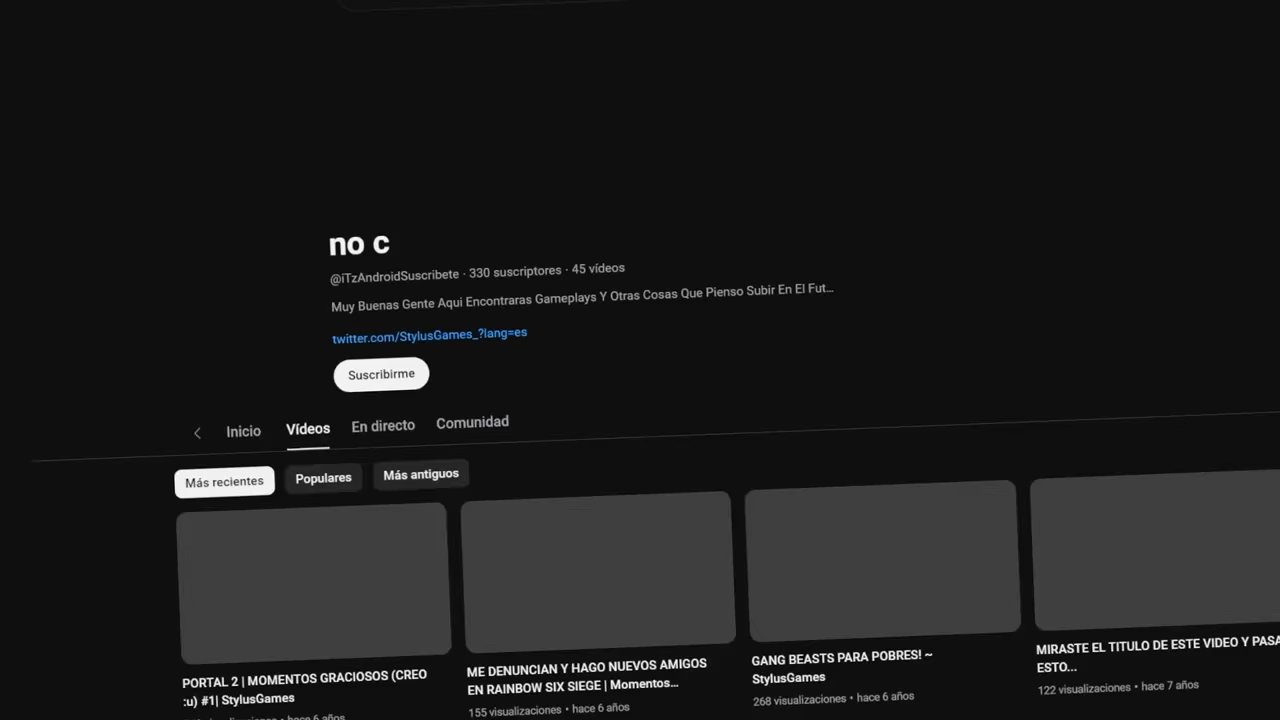 no c
@iTzAndroidSuscribete · 330 suscriptores · 45 vídeos
Muy Buenas Gente Aqui Encontraras Gameplays Y Otras Cosas Que Pienso Subir En El Fut...
twitter.com/StylusGames_?lang=es
Suscribirme
Inicio Vídeos En directo Comunidad
Más recientes Populares Más antiguos
PORTAL 2 | MOMENTOS GRACIOSOS (CREO
:u) #1| StylusGames
visualizaciones • hace 6 años
ME DENUNCIAN Y HAGO NUEVOS AMIGOS
EN RAINBOW SIX SIEGE | Momentos...
155 visualizaciones • hace 6 años
GANG BEASTS PARA POBRES! ~
StylusGames
268 visualizaciones • hace 6 años
MIRASTE EL TITULO DE ESTE VIDEO Y PASA
ESTO...
122 visualizaciones • hace 7 años